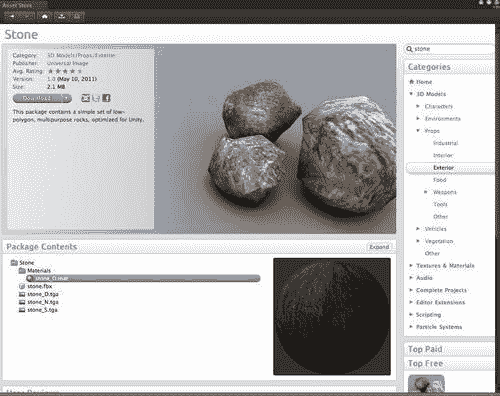 Asset Store
Stone
Category: 3D Models/Props/Exterior
Publisher: Universal Image
Avg. Rating:
Version: 1.0 (May 10, 2011)
Size: 2.1 MB
Download
This package contains a simple set of low-
polygon, multipurpose rocks, optimized for Unity.
Package Contents
Expand
Stone
Materials
stone_D.mat
stone.fbx
stone_D.tga
stone_N.tga
stone_S.tga
stone
Categories
Home
3D Models
Characters
Environments
Props
Industrial
Interior
Exterior
Food
Weapons
Tools
Other
Vehicles
Vegetation
Other
Textures & Materials
Audio
Complete Projects
Editor Extensions
Scripting
Particle Systems
Top Paid
Top Free